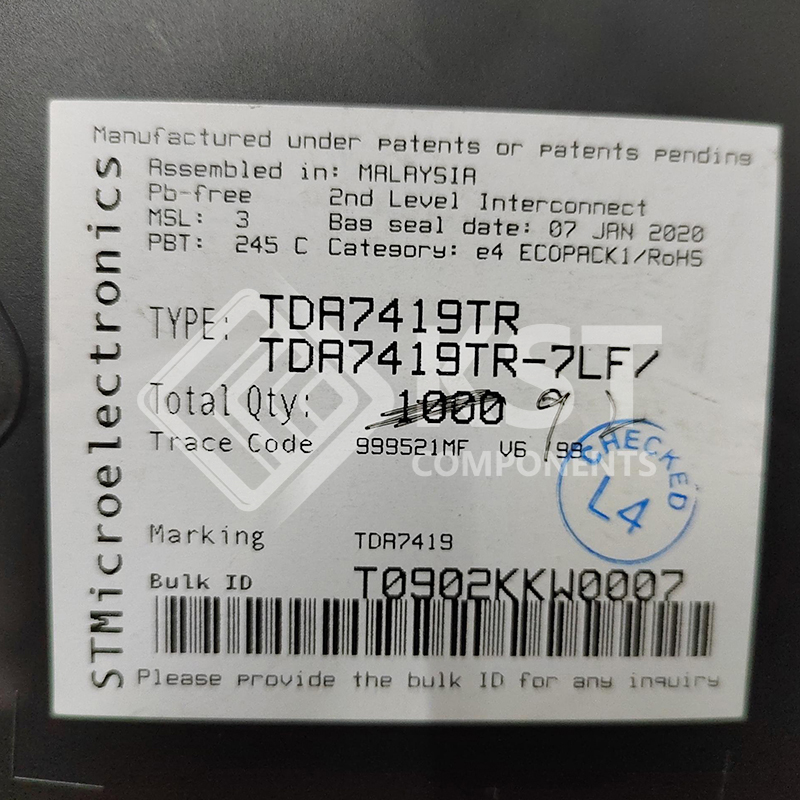 Manufactured under patents or patents pending
STMicroelectronics
Assembled in: MALAYSIA
Pb-free 2nd Level Interconnect
MSL: 3 Bag seal date: 07 JAN 2020
PBT: 245 C Category: e4 ECOPACK1/RoHS
TYPE: TDA7419TR
TDA7419TR-7LF/
Total Qty: 1000
Trace Code 999521MF V6 98
CHECKED
L4
COMPONENTS
Marking TDA7419
Bulk ID T0902KKW0007
Please provide the bulk ID for any inquiry